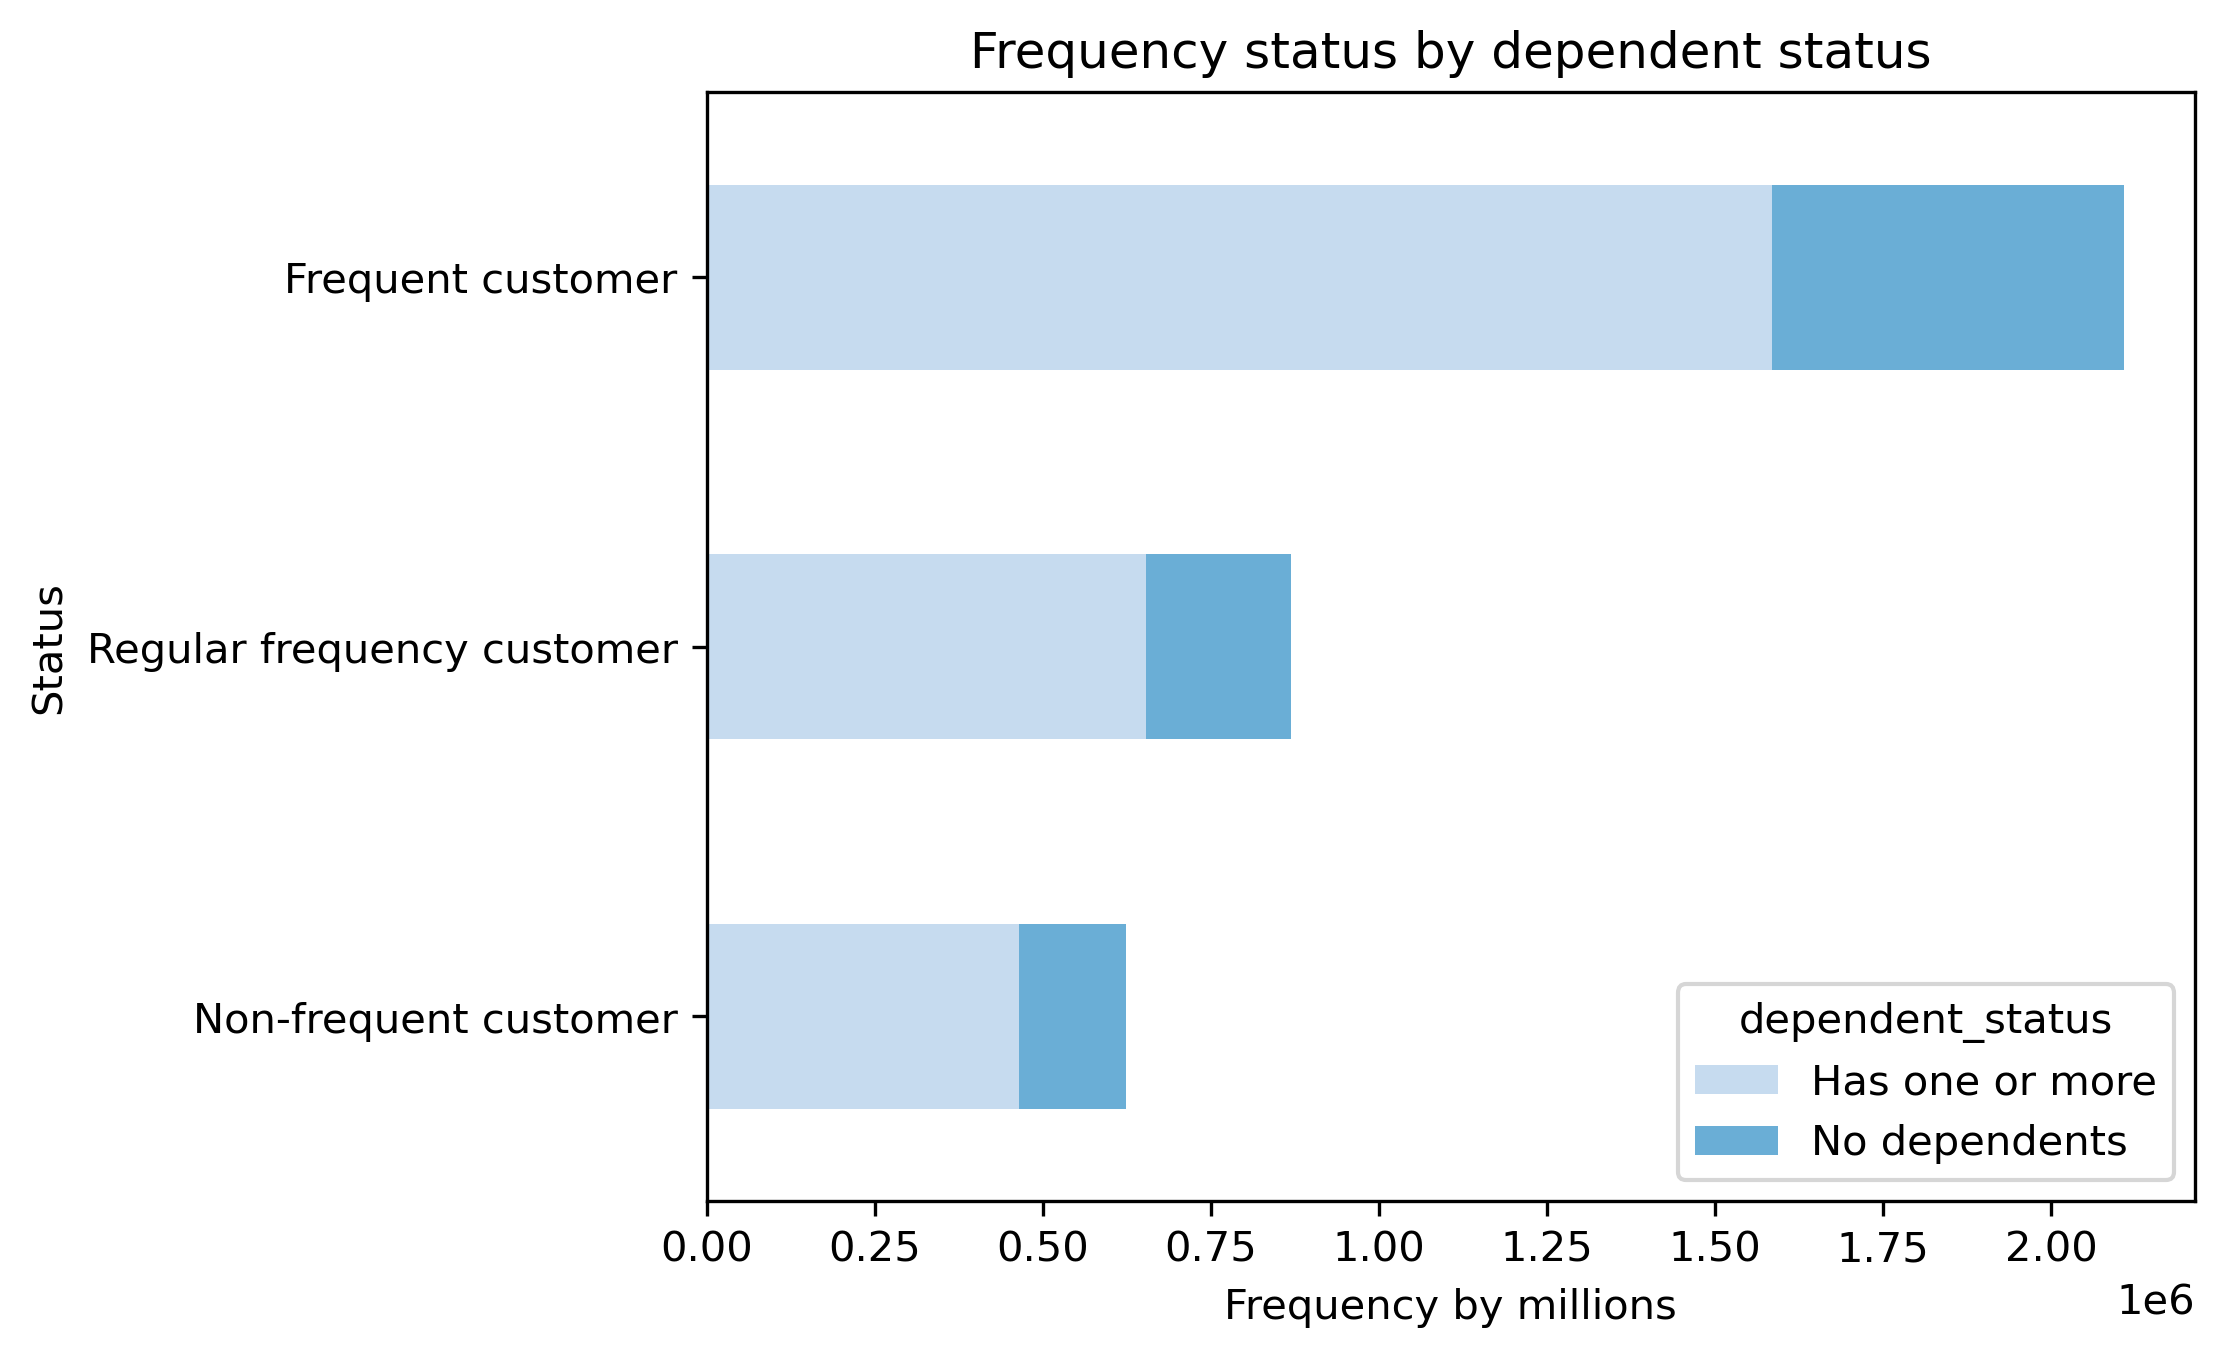 Frequency status by dependent status
Status
Frequent customer
Regular frequency customer
Non-frequent customer
dependent_status
Has one or more
No dependents
0.00 0.25 0.50 0.75 1.00 1.25 1.50 1.75 2.00
1e6
Frequency by millions